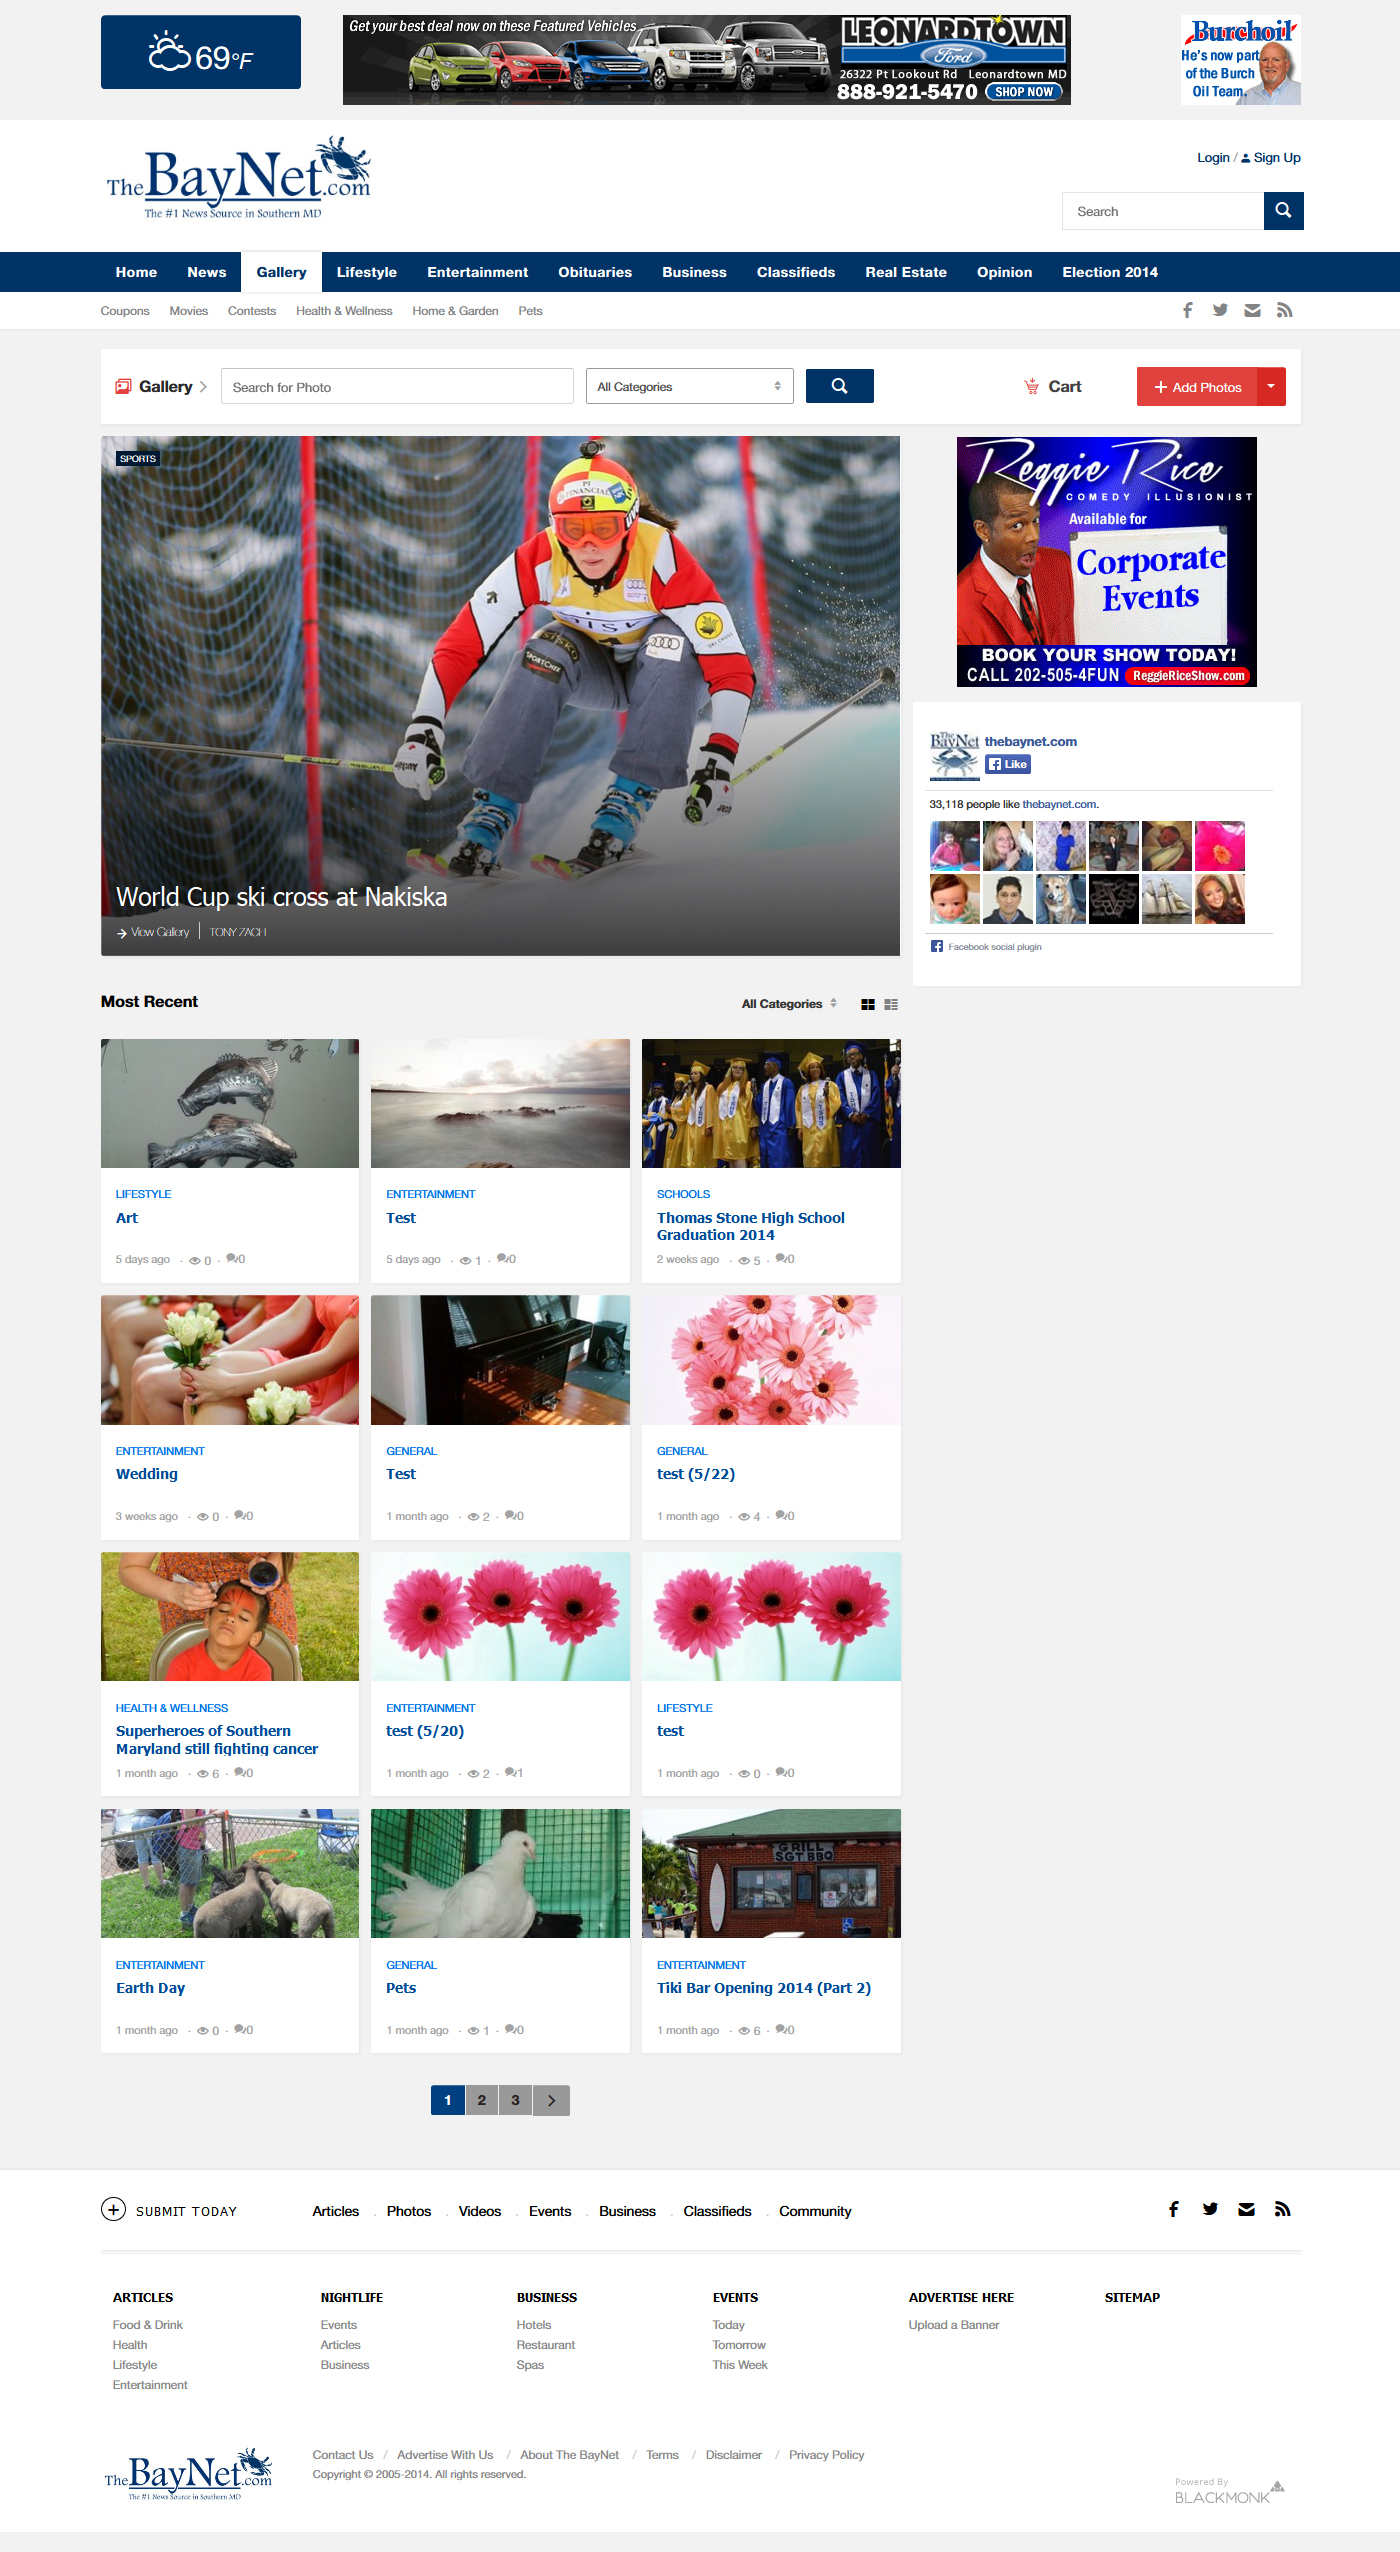 69°F
Get your best deal now on these Featured Vehicles
LEONARDTOWN
Ford
26322 Pt Lookout Rd Leonardtown MD
888-921-5470 SHOP NOW
Burchoil
He's now part
of the Burch
Oil Team.
TheBayNet.com
The #1 News Source in Southern MD
Login / Sign Up
Search
Home News Gallery Lifestyle Entertainment Obituaries Business Classifieds Real Estate Opinion Election 2014
Coupons Movies Contests Health & Wellness Home & Garden Pets
Gallery Search for Photo All Categories Cart + Add Photos
SPORTS
World Cup ski cross at Nakiska
View Gallery TONY ZACH
Reggie Rice
COMEDY ILLUSIONIST
Available for
Corporate
Events
BOOK YOUR SHOW TODAY!
CALL 202-505-4FUN ReggieRiceShow.com
The BayNet
thebaynet.com
Like
33,118 people like thebaynet.com.
Facebook social plugin
Most Recent
All Categories
LIFESTYLE
Art
5 days ago · 0 · 0
ENTERTAINMENT
Test
5 days ago · 1 · 0
SCHOOLS
Thomas Stone High School
Graduation 2014
2 weeks ago · 5 · 0
ENTERTAINMENT
Wedding
3 weeks ago · 0 · 0
GENERAL
Test
1 month ago · 2 · 0
GENERAL
test (5/22)
1 month ago · 4 · 0
HEALTH & WELLNESS
Superheroes of Southern
Maryland still fighting cancer
1 month ago · 6 · 0
ENTERTAINMENT
test (5/20)
1 month ago · 2 · 1
LIFESTYLE
test
1 month ago · 0 · 0
GRILL
SGT BBQ
ENTERTAINMENT
Earth Day
1 month ago · 0 · 0
GENERAL
Pets
1 month ago · 1 · 0
ENTERTAINMENT
Tiki Bar Opening 2014 (Part 2)
1 month ago · 6 · 0
1 2 3
SUBMIT TODAY
Articles . Photos . Videos . Events . Business . Classifieds . Community
ARTICLES
Food & Drink
Health
Lifestyle
Entertainment
NIGHTLIFE
Events
Articles
Business
BUSINESS
Hotels
Restaurant
Spas
EVENTS
Today
Tomorrow
This Week
ADVERTISE HERE
Upload a Banner
SITEMAP
TheBayNet.com
The #1 News Source in Southern MD
Contact Us / Advertise With Us / About The BayNet / Terms / Disclaimer / Privacy Policy
Copyright © 2005-2014. All rights reserved.
Powered By
BLACKMONK